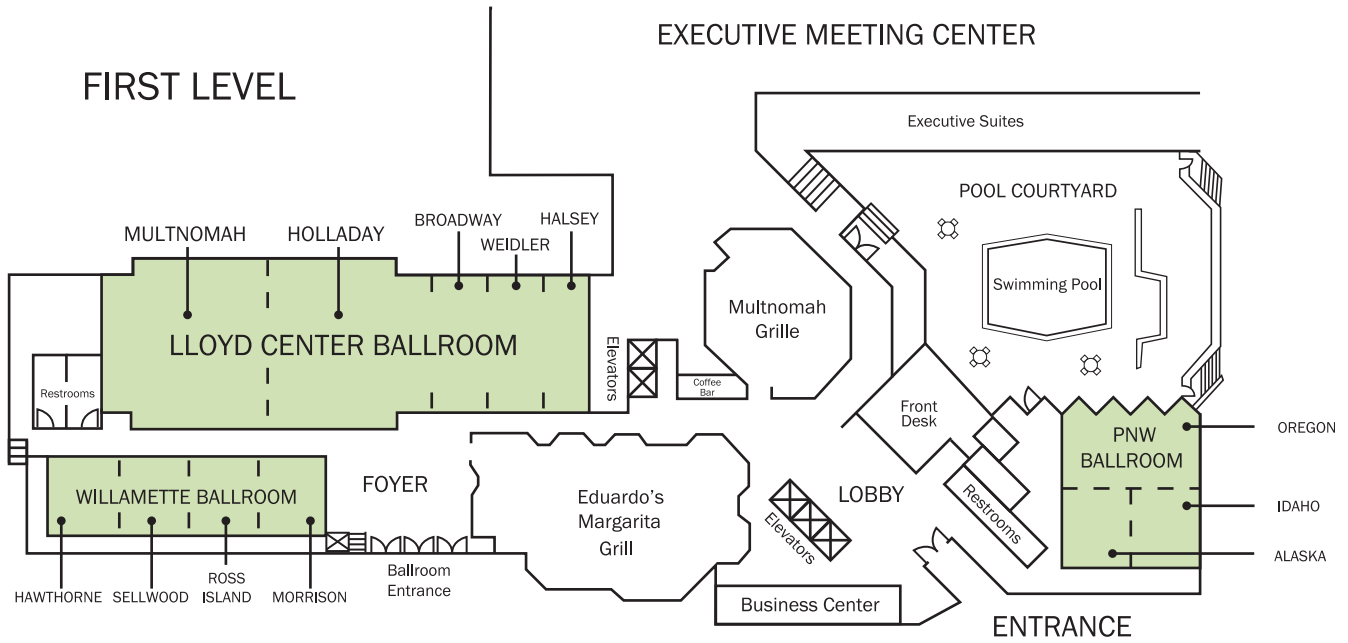 EXECUTIVE MEETING CENTER
FIRST LEVEL
Executive Suites
POOL COURTYARD
BROADWAY
HALSEY
MULTNOMAH
HOLLADAY
WEIDLER
Swimming Pool
Multnomah
Grille
LLOYD CENTER BALLROOM
Elevators
Restrooms
Coffee
Bar
Front
Desk
PNW
BALLROOM
OREGON
WILLAMETTE BALLROOM
FOYER
Eduardo's
Margarita
Grill
LOBBY
Elevators
Restrooms
IDAHO
ALASKA
Ballroom
Entrance
HAWTHORNE
SELLWOOD
ROSS
ISLAND
MORRISON
Business Center
ENTRANCE